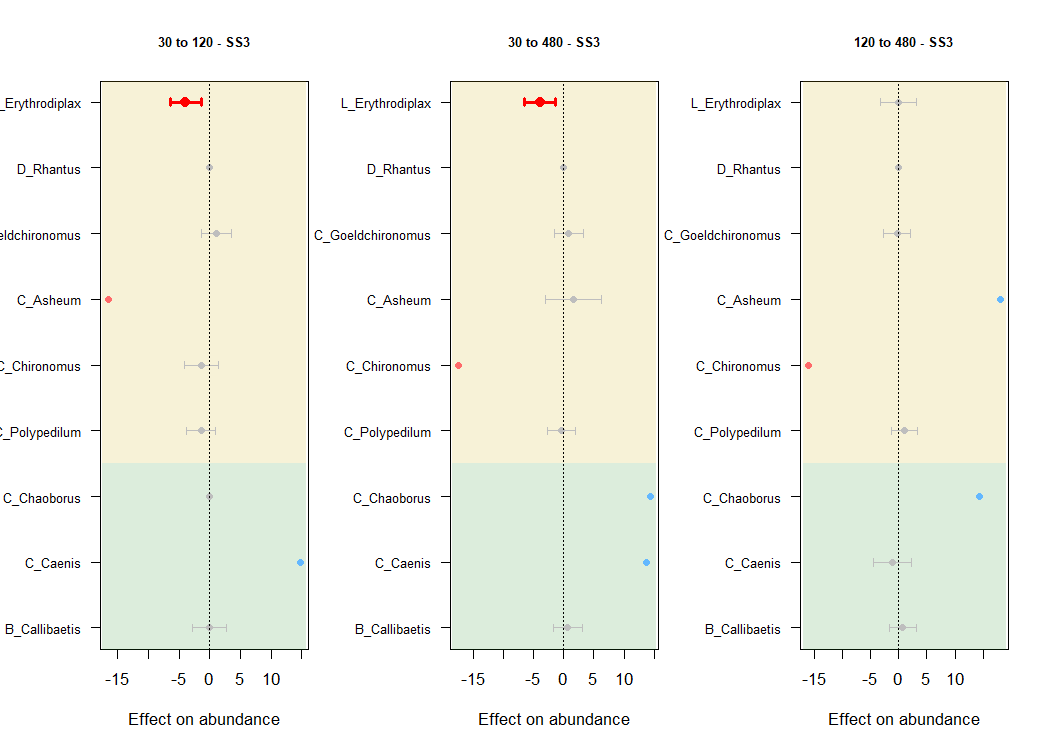 30 to 120 - SS3
_Erythrodiplax
D_Rhantus
eldchironomus
C_Asheum
C_Chironomus
C_Polypedilum
C_Chaoborus
C_Caenis
B_Callibaetis
-15 -5 0 5 10
Effect on abundance
30 to 480 - SS3
L_Erythrodiplax
D_Rhantus
C_Goeldchironomus
C_Asheum
C_Chironomus
C_Polypedilum
C_Chaoborus
C_Caenis
B_Callibaetis
-15 -5 0 5 10
Effect on abundance
120 to 480 - SS3
L_Erythrodiplax
D_Rhantus
C_Goeldchironomus
C_Asheum
C_Chironomus
C_Polypedilum
C_Chaoborus
C_Caenis
B_Callibaetis
-15 -5 0 5 10
Effect on abundance